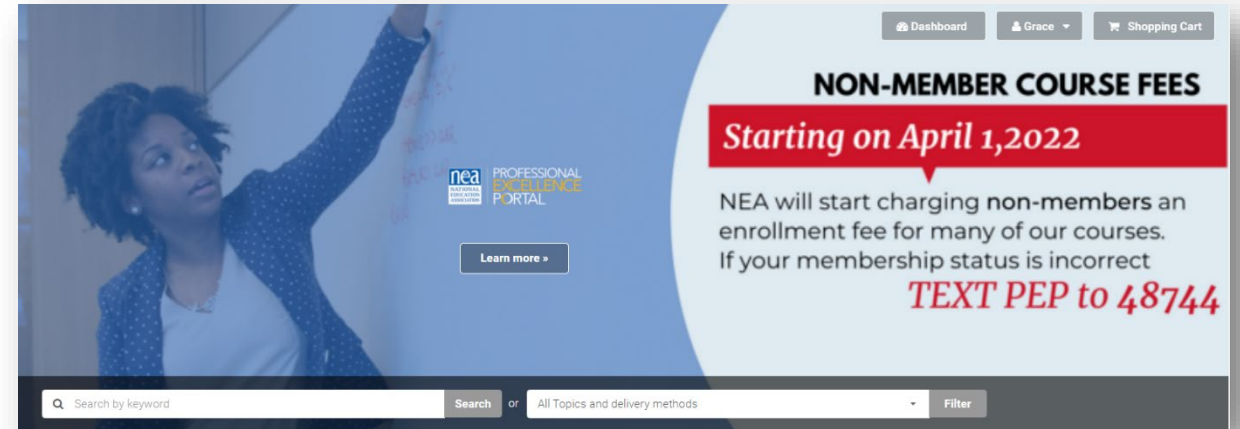 Dashboard
Grace
Shopping Cart
NON-MEMBER COURSE FEES
Starting on April 1,2022
nea
NATIONAL
EDUCATION
ASSOCIATION
PROFESSIONAL
EXCELLENCE
PORTAL
NEA will start charging non-members an
enrollment fee for many of our courses.
If your membership status is incorrect
TEXT PEP to 48744
Learn more »
Search by keyword
Search
or
All Topics and delivery methods
Filter